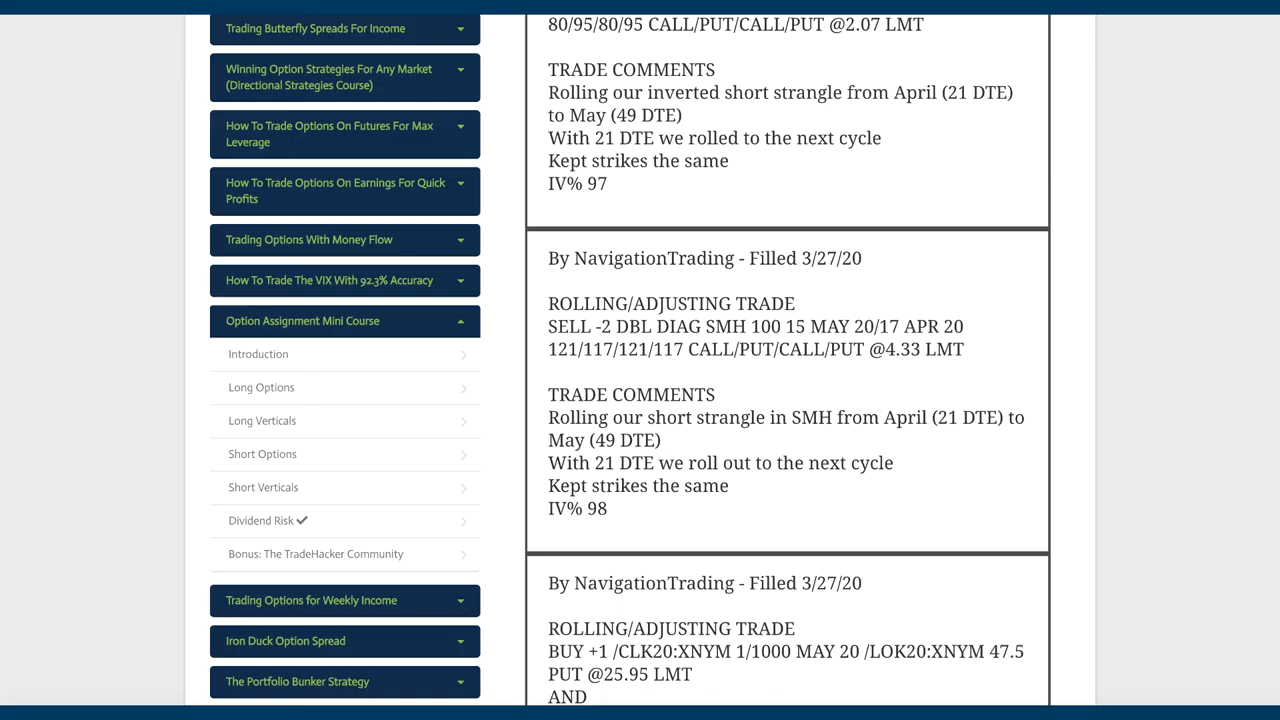 Trading Butterfly Spreads For Income
Winning Option Strategies For Any Market
(Directional Strategies Course)
How To Trade Options On Futures For Max
Leverage
How To Trade Options On Earnings For Quick
Profits
Trading Options With Money Flow
How To Trade The VIX With 92.3% Accuracy
Option Assignment Mini Course
Introduction
Long Options
Long Verticals
Short Options
Short Verticals
Dividend Risk
Bonus: The TradeHacker Community
Trading Options for Weekly Income
Iron Duck Option Spread
The Portfolio Bunker Strategy
80/95/80/95 CALL/PUT/CALL/PUT @2.07 LMT
TRADE COMMENTS
Rolling our inverted short strangle from April (21 DTE)
to May (49 DTE)
With 21 DTE we rolled to the next cycle
Kept strikes the same
IV% 97
By NavigationTrading - Filled 3/27/20
ROLLING/ADJUSTING TRADE
SELL -2 DBL DIAG SMH 100 15 MAY 20/17 APR 20
121/117/121/117 CALL/PUT/CALL/PUT @4.33 LMT
TRADE COMMENTS
Rolling our short strangle in SMH from April (21 DTE) to
May (49 DTE)
With 21 DTE we roll out to the next cycle
Kept strikes the same
IV% 98
By NavigationTrading - Filled 3/27/20
ROLLING/ADJUSTING TRADE
BUY +1 /CLK20:XNYM 1/1000 MAY 20 /LOK20:XNYM 47.5
PUT @25.95 LMT
AND